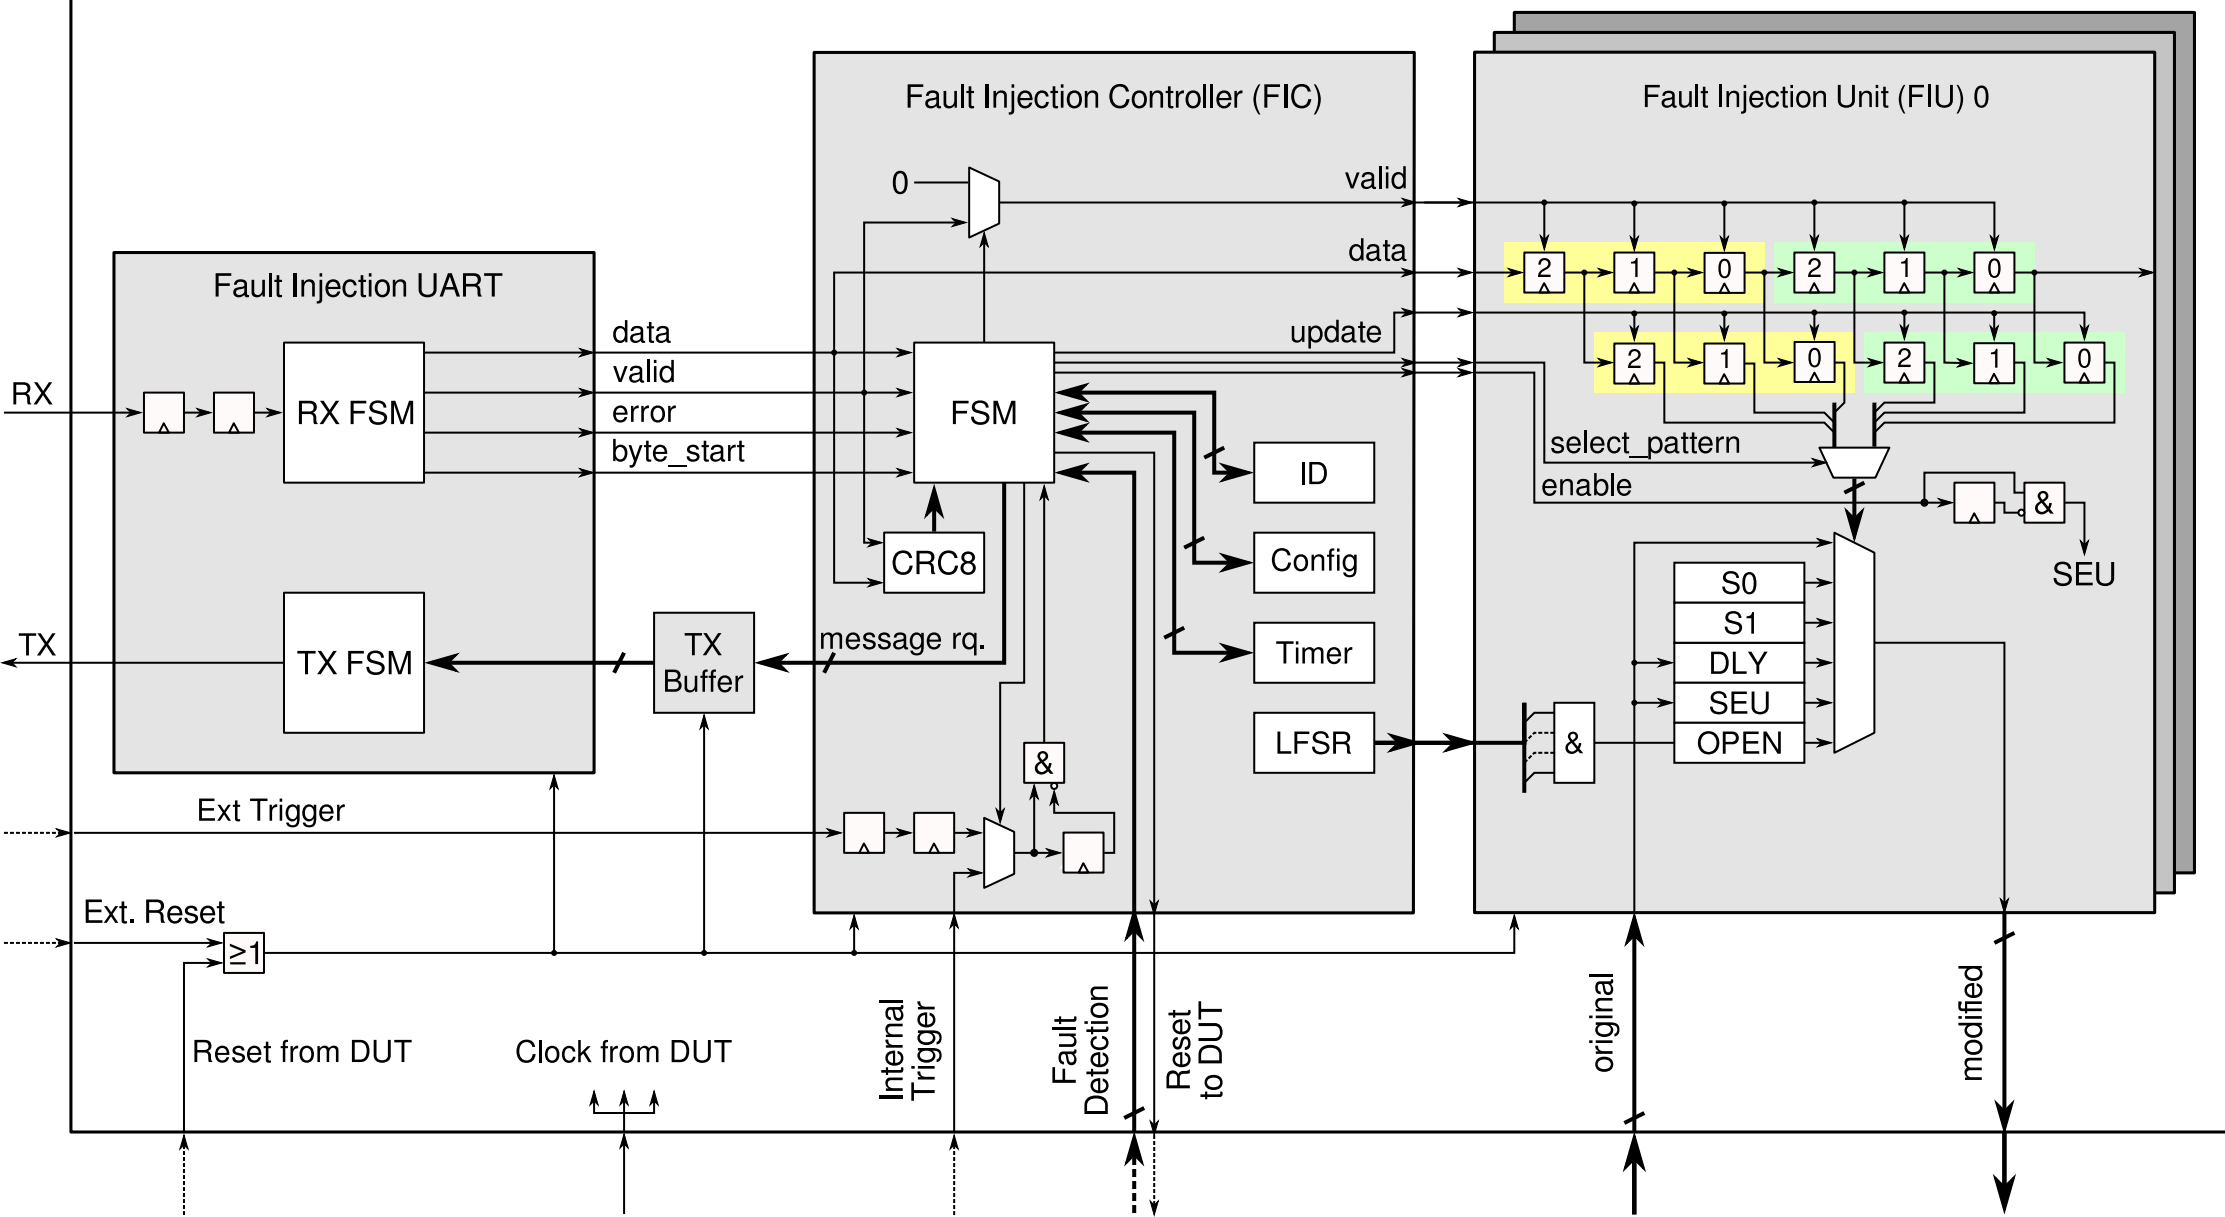 Fault Injection Controller (FIC)
Fault Injection Unit (FIU) 0
0
valid
data
2
1
0
2
1
0
Fault Injection UART
data
valid
error
byte_start
update
2
1
0
2
1
0
RX
RX FSM
FSM
select_pattern
enable
&
SEU
ID
CRC8
Config
S0
S1
DLY
SEU
OPEN
TX
TX FSM
TX
Buffer
message rq.
Timer
LFSR
&
&
Ext Trigger
Ext. Reset
≥1
Reset from DUT
Clock from DUT
Internal
Trigger
Fault
Detection
Reset
to DUT
original
modified